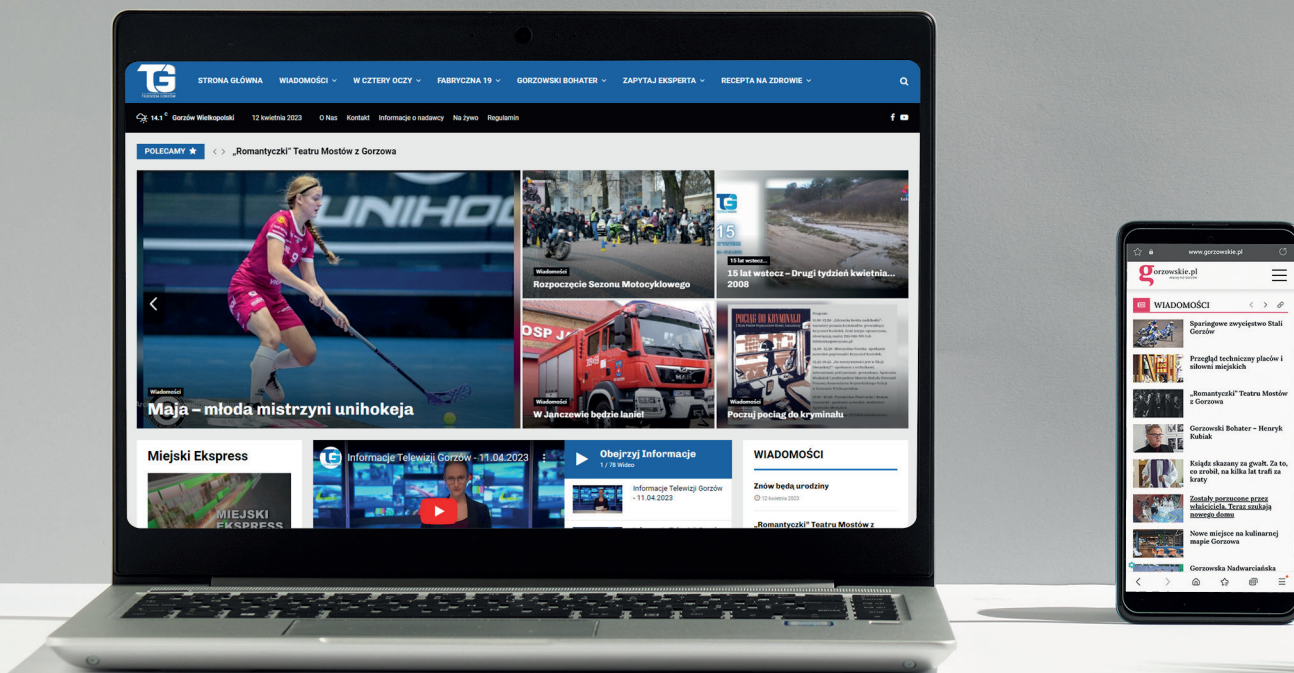 TG
STRONA GŁÓWNA WIADOMOŚCI W CZTERY OCZY FABRYCZNA 19 GORZOWSKI BOHATER ZAPYTAJ EKSPERTA RECEPTA NA ZDROWIE
14.1 °C Gorzów Wielkopolski 12 kwietnia 2023 O Nas Kontakt Informacje o nadawcy Na żywo Regulamin
POLECAMY „Romantyczki” Teatru Mostów z Gorzowa
UNIHO
Wiadomości
Maja – młoda mistrzyni unihokeja
Wiadomości
Rozpoczęcie Sezonu Motocyklowego
TG
15
15 lat wstecz...
15 lat wstecz – Drugi tydzień kwietnia...
2008
OSP
Wiadomości
W Janczewie będzie lanie!
POCIĄG DO KRYMINAŁU
Wiadomości
Poczuj pociąg do kryminału
Miejski Ekspress
MIEJSKI
EKSPRESS
TG
Informacje Telewizji Gorzów - 11.04.2023
Obejrzyj Informacje
1 / 78 Wideo
Informacje Telewizji Gorzów
- 11.04.2023
WIADOMOŚCI
Znów będą urodziny
12 kwietnia 2023
„Romantyczki” Teatru Mostów z
www.gorzowskie.pl
gorzowskie.pl
WIADOMOŚCI
Sparingowe zwycięstwo Stali
Gorzów
Przegląd techniczny placów i
siłowni miejskich
„Romantyczki” Teatru Mostów
z Gorzowa
Gorzowski Bohater – Henryk
Kubiak
Ksiądz skazany za gwałt. Za to,
co zrobił, na kilka lat trafi za
kraty
Zostały porzucone przez
właściciela. Teraz szukają
nowego domu
Nowe miejsce na kulinarnej
mapie Gorzowa
Gorzowska Nadwarciańska